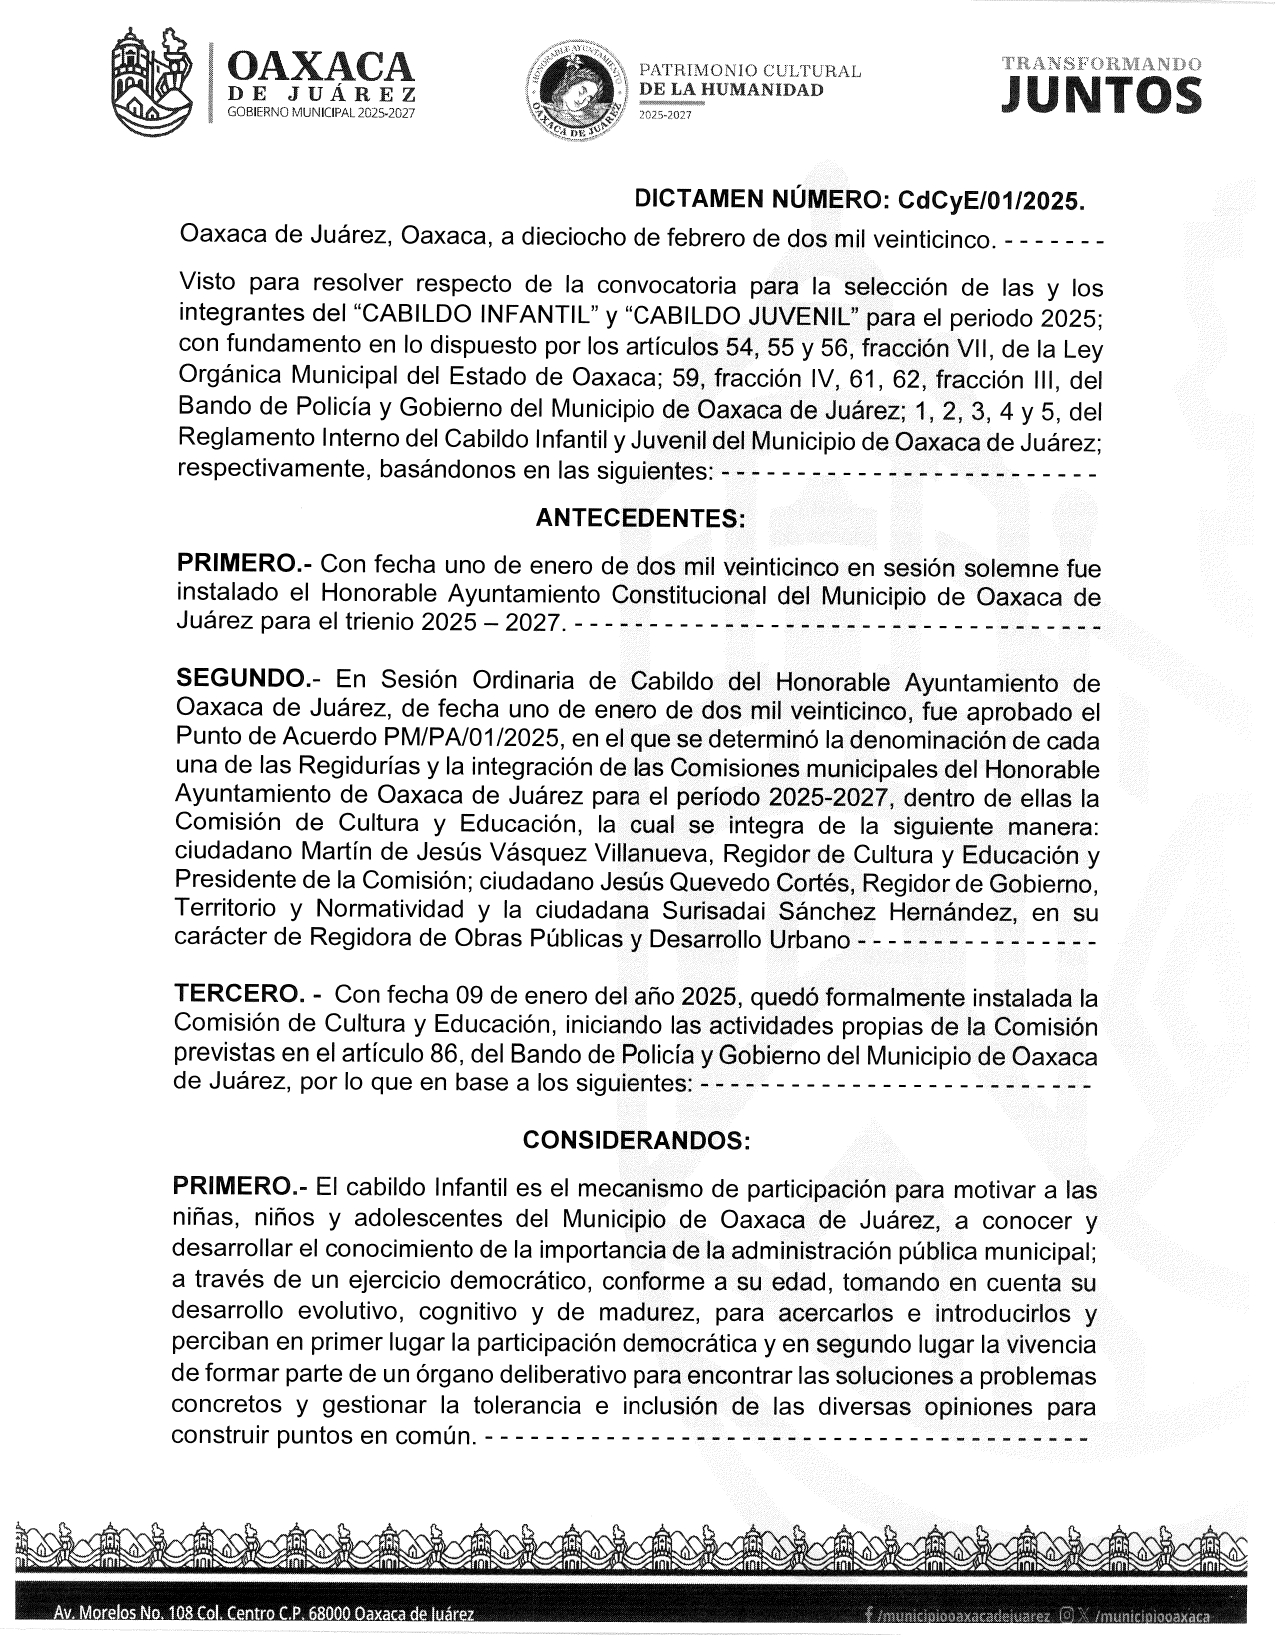 OAXACA
DE JUÁREZ
GOBIERNO MUNICIPAL 2025-2027
HONORABLE AYUNTAMIENTO
OAXACA DE JUÁREZ
PATRIMONIO CULTURAL
DE LA HUMANIDAD
2025-2027
TRANSFORMANDO
JUNTOS
DICTAMEN NÚMERO: CdCyE/01/2025.
Oaxaca de Juárez, Oaxaca, a dieciocho de febrero de dos mil veinticinco. - - - - - - -
Visto para resolver respecto de la convocatoria para la selección de las y los
integrantes del “CABILDO INFANTIL” y “CABILDO JUVENIL” para el periodo 2025;
con fundamento en lo dispuesto por los artículos 54, 55 y 56, fracción VII, de la Ley
Orgánica Municipal del Estado de Oaxaca; 59, fracción IV, 61, 62, fracción III, del
Bando de Policía y Gobierno del Municipio de Oaxaca de Juárez; 1, 2, 3, 4 y 5, del
Reglamento Interno del Cabildo Infantil y Juvenil del Municipio de Oaxaca de Juárez;
respectivamente, basándonos en las siguientes: - - - - - - - - - - - - - - - - - - - - - - - - -
ANTECEDENTES:
PRIMERO.- Con fecha uno de enero de dos mil veinticinco en sesión solemne fue
instalado el Honorable Ayuntamiento Constitucional del Municipio de Oaxaca de
Juárez para el trienio 2025 – 2027. - - - - - - - - - - - - - - - - - - - - - - - - - - - - - - - - - - -
SEGUNDO.- En Sesión Ordinaria de Cabildo del Honorable Ayuntamiento de
Oaxaca de Juárez, de fecha uno de enero de dos mil veinticinco, fue aprobado el
Punto de Acuerdo PM/PA/01/2025, en el que se determinó la denominación de cada
una de las Regidurías y la integración de las Comisiones municipales del Honorable
Ayuntamiento de Oaxaca de Juárez para el período 2025-2027, dentro de ellas la
Comisión de Cultura y Educación, la cual se integra de la siguiente manera:
ciudadano Martín de Jesús Vásquez Villanueva, Regidor de Cultura y Educación y
Presidente de la Comisión; ciudadano Jesús Quevedo Cortés, Regidor de Gobierno,
Territorio y Normatividad y la ciudadana Surisadai Sánchez Hernández, en su
carácter de Regidora de Obras Públicas y Desarrollo Urbano - - - - - - - - - - - - - - - -
TERCERO. - Con fecha 09 de enero del año 2025, quedó formalmente instalada la
Comisión de Cultura y Educación, iniciando las actividades propias de la Comisión
previstas en el artículo 86, del Bando de Policía y Gobierno del Municipio de Oaxaca
de Juárez, por lo que en base a los siguientes: - - - - - - - - - - - - - - - - - - - - - - - - - -
CONSIDERANDOS:
PRIMERO.- El cabildo Infantil es el mecanismo de participación para motivar a las
niñas, niños y adolescentes del Municipio de Oaxaca de Juárez, a conocer y
desarrollar el conocimiento de la importancia de la administración pública municipal;
a través de un ejercicio democrático, conforme a su edad, tomando en cuenta su
desarrollo evolutivo, cognitivo y de madurez, para acercarlos e introducirlos y
perciban en primer lugar la participación democrática y en segundo lugar la vivencia
de formar parte de un órgano deliberativo para encontrar las soluciones a problemas
concretos y gestionar la tolerancia e inclusión de las diversas opiniones para
construir puntos en común. - - - - - - - - - - - - - - - - - - - - - - - - - - - - - - - - - - - - - - - -
Av. Morelos No. 108 Col. Centro C.P. 68000 Oaxaca de Juárez
/municipiooaxacadejuarez /municipiooaxaca